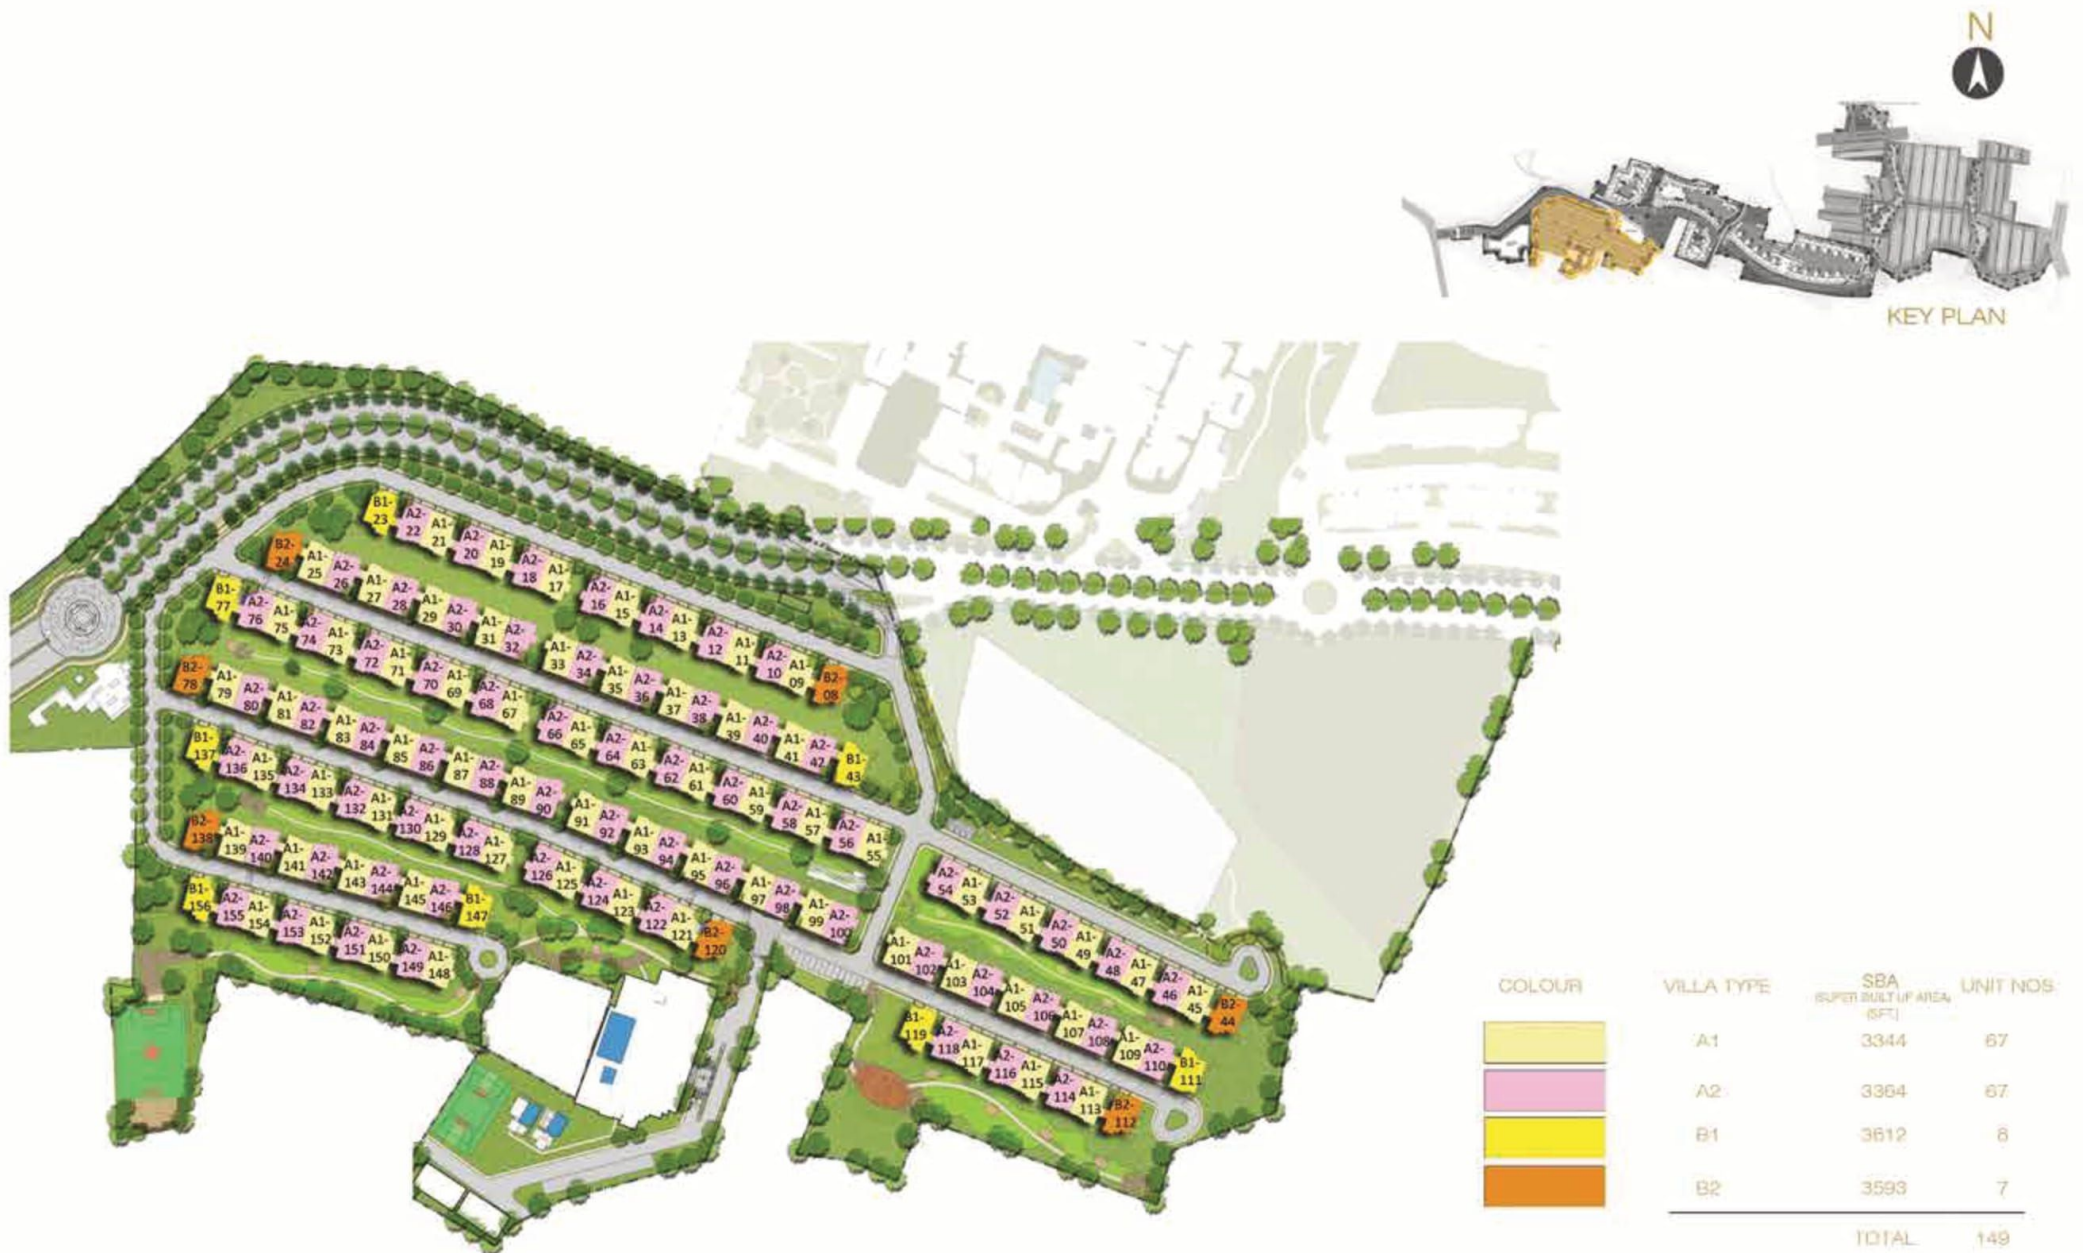 N
KEY PLAN
B1-23 A2-22 A1-21 A2-20 A1-19 A2-18 A1-17 A2-16 A1-15 A2-14 A1-13 A2-12 A1-11 A2-10 A1-09 B2-08
B2-24 A1-25 A2-26 A1-27 A2-28 A1-29 A2-30 A1-31 A2-32 A1-33 A2-34 A1-35 A2-36 A1-37 A2-38 A1-39 A2-40 A1-41 A2-42 B1-43
B1-77 A2-76 A1-75 A2-74 A1-73 A2-72 A1-71 A2-70 A1-69 A2-68 A1-67 A2-66 A1-65 A2-64 A1-63 A2-62 A1-61 A2-60 A1-59 A2-58 A1-57 A2-56 A1-55
A2-54 A1-53 A2-52 A1-51 A2-50 A1-49 A2-48 A1-47 A2-46 A1-45 B2-44
B2-78 A1-79 A2-80 A1-81 A2-82 A1-83 A2-84 A1-85 A2-86 A1-87 A2-88 A1-89 A2-90 A1-91 A2-92 A1-93 A2-94 A1-95 A2-96 A1-97 A2-98 A1-99 A2-100
A1-101 A2-102 A1-103 A2-104 A1-105 A2-106 A1-107 A2-108 A1-109 A2-110 B1-111
B1-137 A2-136 A1-135 A2-134 A1-133 A2-132 A1-131 A2-130 A1-129 A2-128 A1-127 A2-126 A1-125 A2-124 A1-123 A2-122 A1-121 B2-120
B1-119 A2-118 A1-117 A2-116 A1-115 A2-114 A1-113 B2-112
B2-138 A1-139 A2-140 A1-141 A2-142 A1-143 A2-144 A1-145 A2-146 B1-147
B1-156 A2-155 A1-154 A2-153 A1-152 A2-151 A1-150 A2-149 A1-148
COLOUR VILLA TYPE SBA UNIT NOS
(SUPER BUILT UP AREA)
(SFT)
A1 3344 67
A2 3364 67
B1 3612 8
B2 3593 7
TOTAL 149